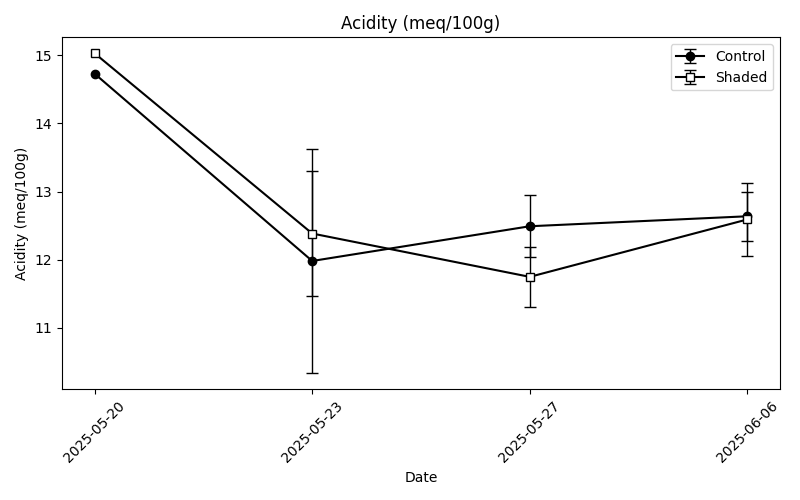 Acidity (meq/100g)
Control
Shaded
Acidity (meq/100g)
15
14
13
12
11
2025-05-20
2025-05-23
2025-05-27
2025-06-06
Date